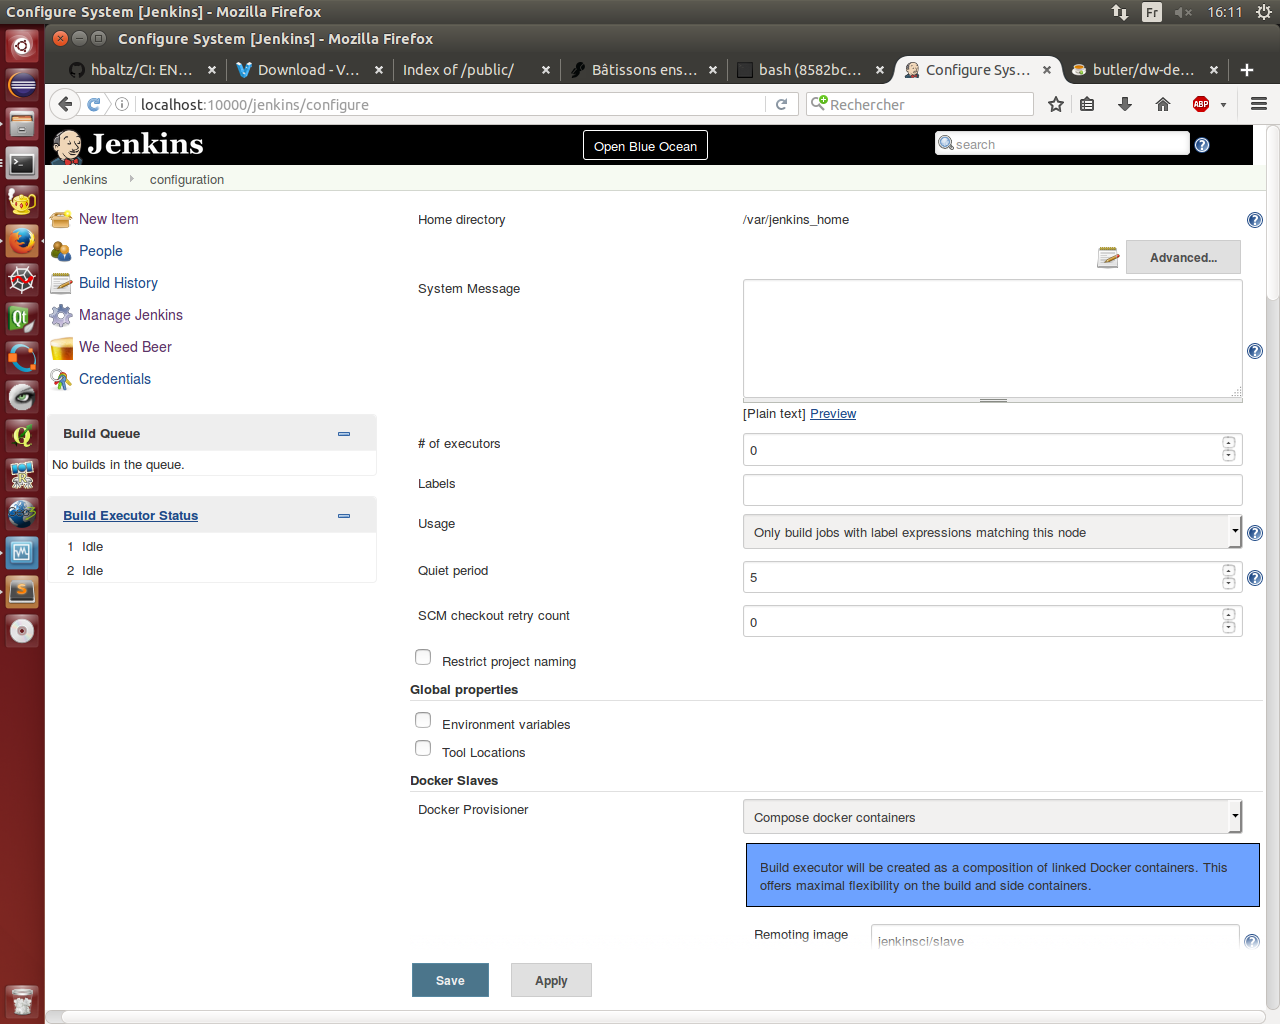 Configure System [Jenkins] - Mozilla Firefox
Fr
16:11
Configure System [Jenkins] - Mozilla Firefox
hbaltz/CI: EN...
Download - V...
Index of /public/
Bâtissons ens...
bash (8582bc...
Configure Sys...
butler/dw-de...
localhost:10000/jenkins/configure
Rechercher
ABP
Jenkins
Open Blue Ocean
search
Jenkins
configuration
New Item
People
Build History
Manage Jenkins
We Need Beer
Credentials
Build Queue
No builds in the queue.
Build Executor Status
1 Idle
2 Idle
Home directory
/var/jenkins_home
Advanced...
System Message
[Plain text] Preview
# of executors
0
Labels
Usage
Only build jobs with label expressions matching this node
Quiet period
5
SCM checkout retry count
0
Restrict project naming
Global properties
Environment variables
Tool Locations
Docker Slaves
Docker Provisioner
Compose docker containers
Build executor will be created as a composition of linked Docker containers. This
offers maximal flexibility on the build and side containers.
Remoting image
jenkinsci/slave
Save
Apply